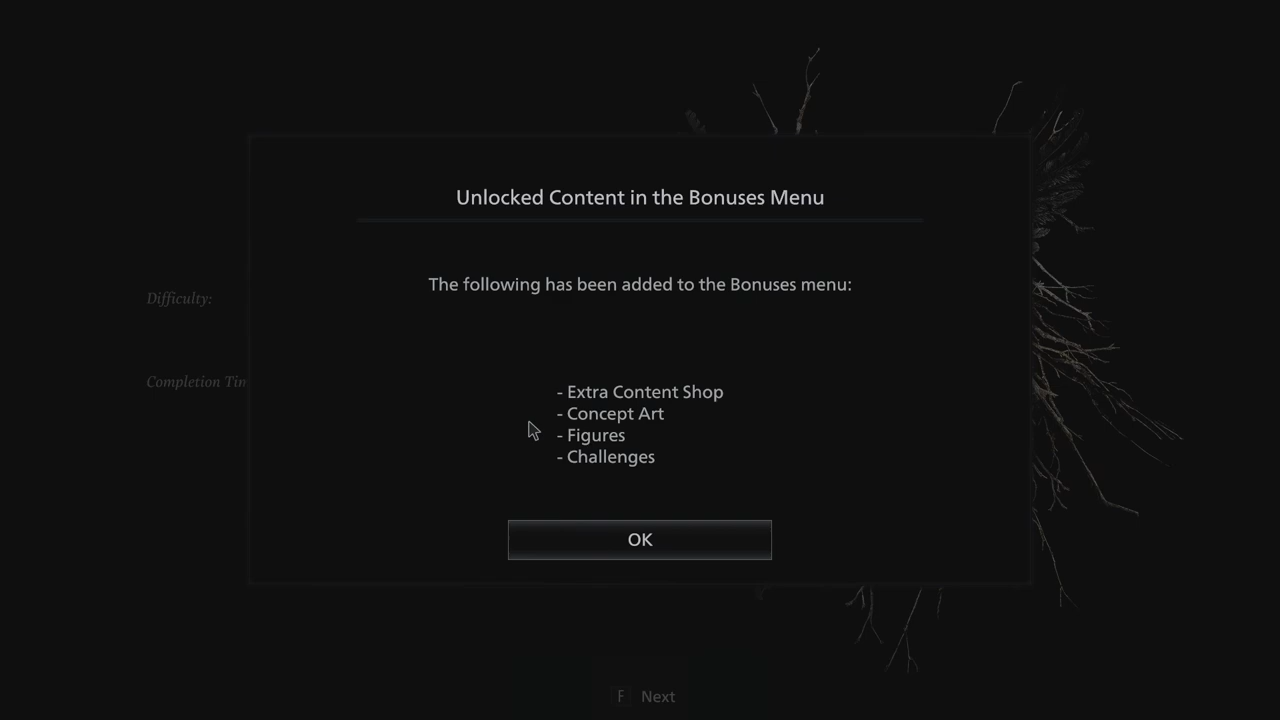 Unlocked Content in the Bonuses Menu
The following has been added to the Bonuses menu:
Difficulty:
Completion Tim
- Extra Content Shop
- Concept Art
- Figures
- Challenges
OK
F Next